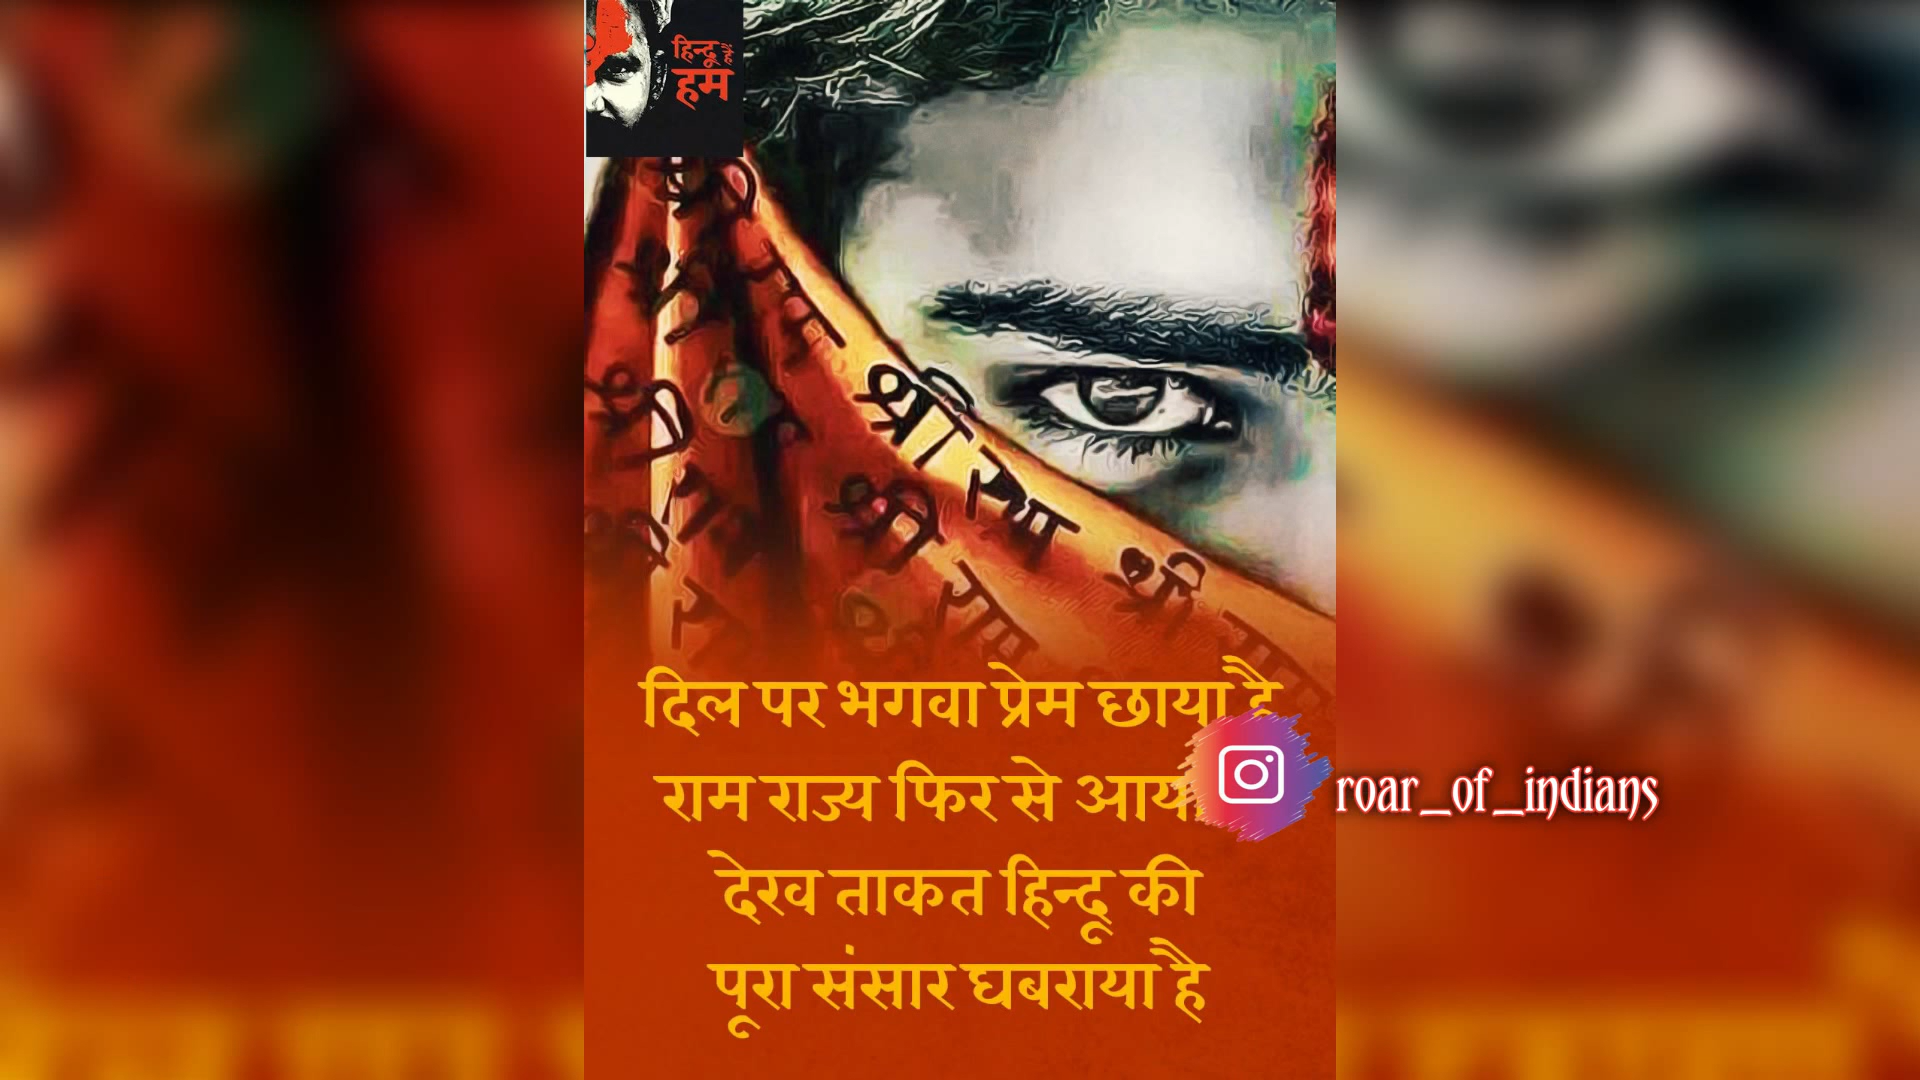 हिन्दू हैं
हम
श्री राम श्री राम
श्री राम
दिल पर भगवा प्रेम छाया है
राम राज्य फिर से आया
देख ताकत हिन्दू की
पूरा संसार घबराया है
roar_of_indians